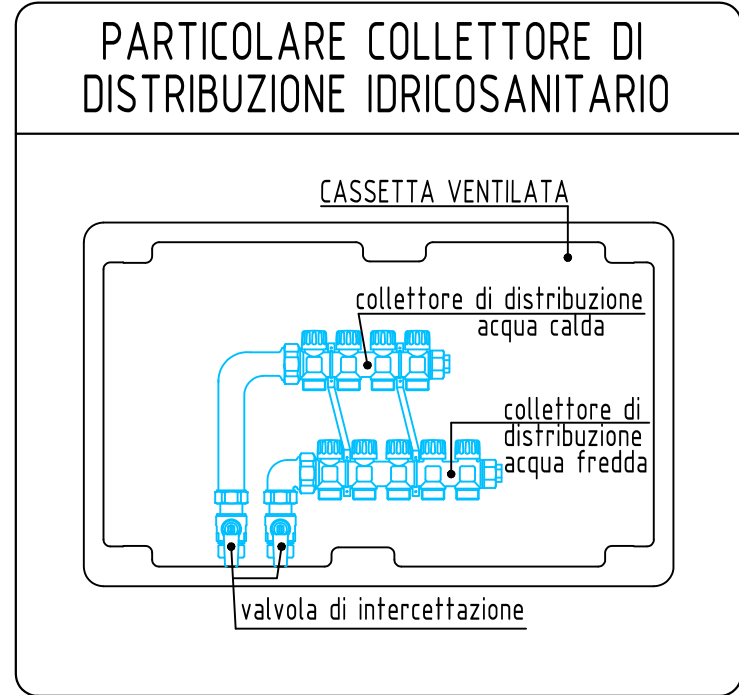 PARTICOLARE COLLETTORE DI
DISTRIBUZIONE IDRICOSANITARIO
CASSETTA VENTILATA
collettore di distribuzione
acqua calda
collettore di
distribuzione
acqua fredda
valvola di intercettazione